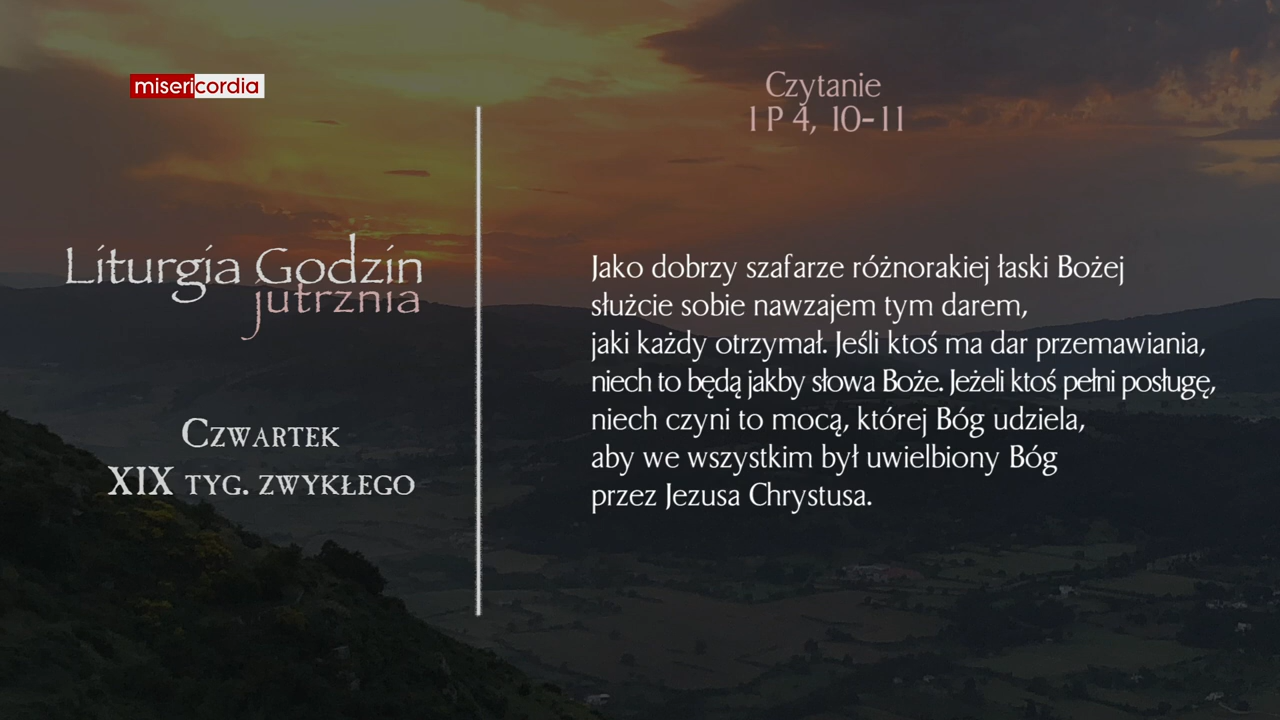 misericordia
Liturgia Godzin
jutrznia
Czwartek
XIX tyg. zwykłego
Czytanie
1 P 4, 10-11
Jako dobrzy szafarze różnorakiej łaski Bożej
służcie sobie nawzajem tym darem,
jaki każdy otrzymał. Jeśli ktoś ma dar przemawiania,
niech to będą jakby słowa Boże. Jeżeli ktoś pełni posługę,
niech czyni to mocą, której Bóg udziela,
aby we wszystkim był uwielbiony Bóg
przez Jezusa Chrystusa.